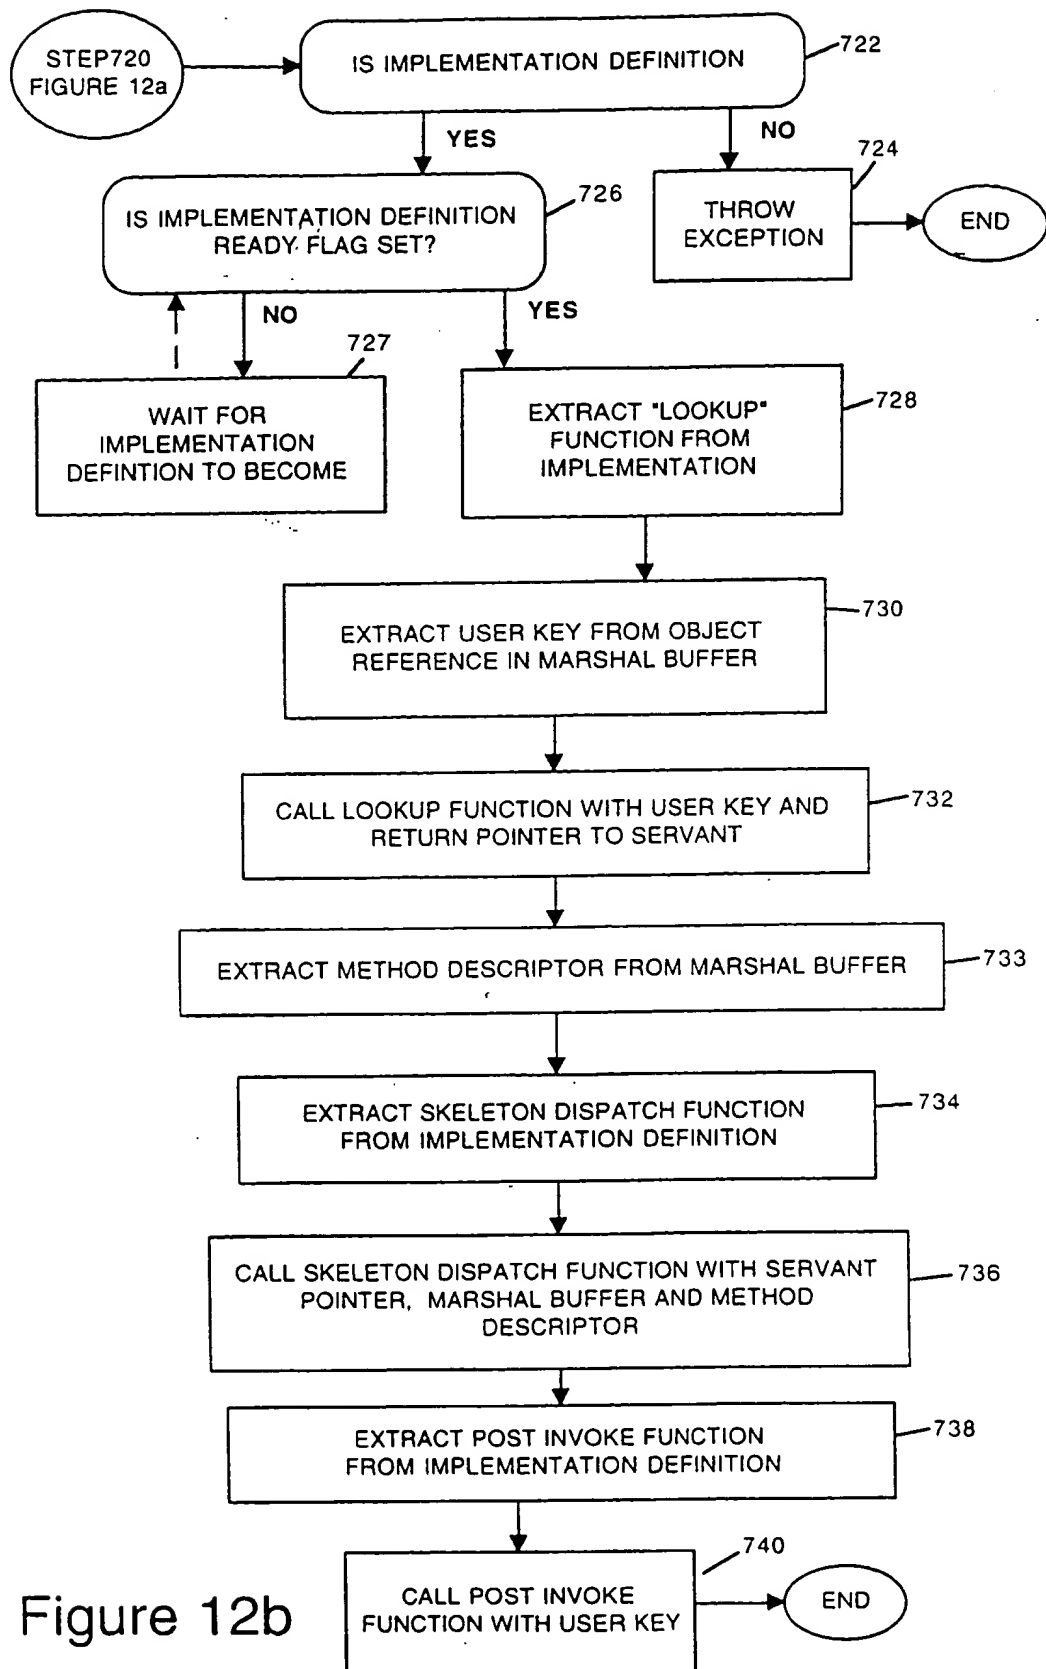 STEP720
FIGURE 12a
IS IMPLEMENTATION DEFINITION
722
YES
NO
724
THROW
EXCEPTION
END
IS IMPLEMENTATION DEFINITION
READY FLAG SET?
726
NO
YES
727
WAIT FOR
IMPLEMENTATION
DEFINTION TO BECOME
EXTRACT "LOOKUP"
FUNCTION FROM
IMPLEMENTATION
728
EXTRACT USER KEY FROM OBJECT
REFERENCE IN MARSHAL BUFFER
730
CALL LOOKUP FUNCTION WITH USER KEY AND
RETURN POINTER TO SERVANT
732
EXTRACT METHOD DESCRIPTOR FROM MARSHAL BUFFER
733
EXTRACT SKELETON DISPATCH FUNCTION
FROM IMPLEMENTATION DEFINITION
734
CALL SKELETON DISPATCH FUNCTION WITH SERVANT
POINTER, MARSHAL BUFFER AND METHOD
DESCRIPTOR
736
EXTRACT POST INVOKE FUNCTION
FROM IMPLEMENTATION DEFINITION
738
740
CALL POST INVOKE
FUNCTION WITH USER KEY
END
Figure 12b